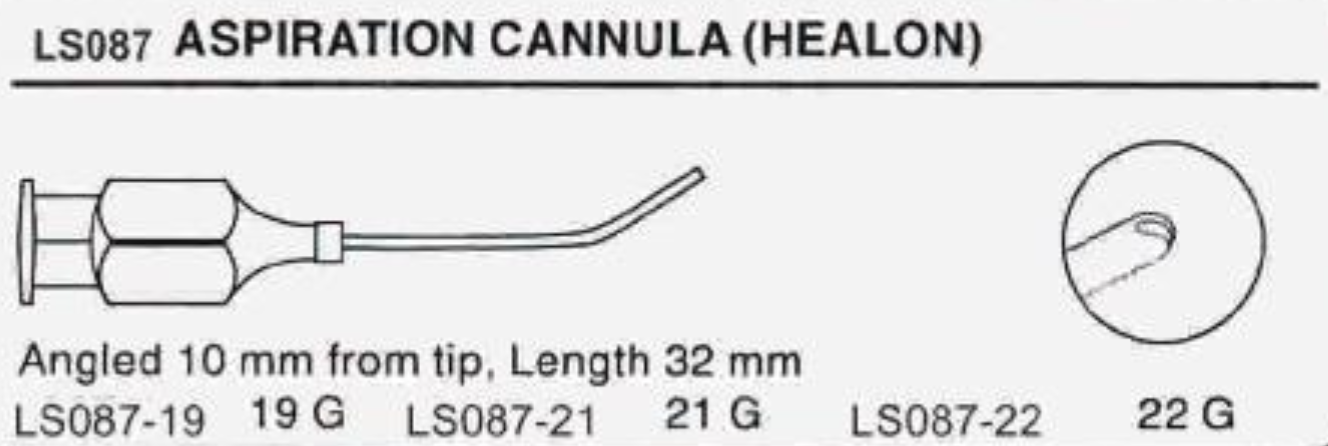 LS087 ASPIRATION CANNULA (HEALON)
Angled 10 mm from tip, Length 32 mm
LS087-19 19 G LS087-21 21 G LS087-22 22 G